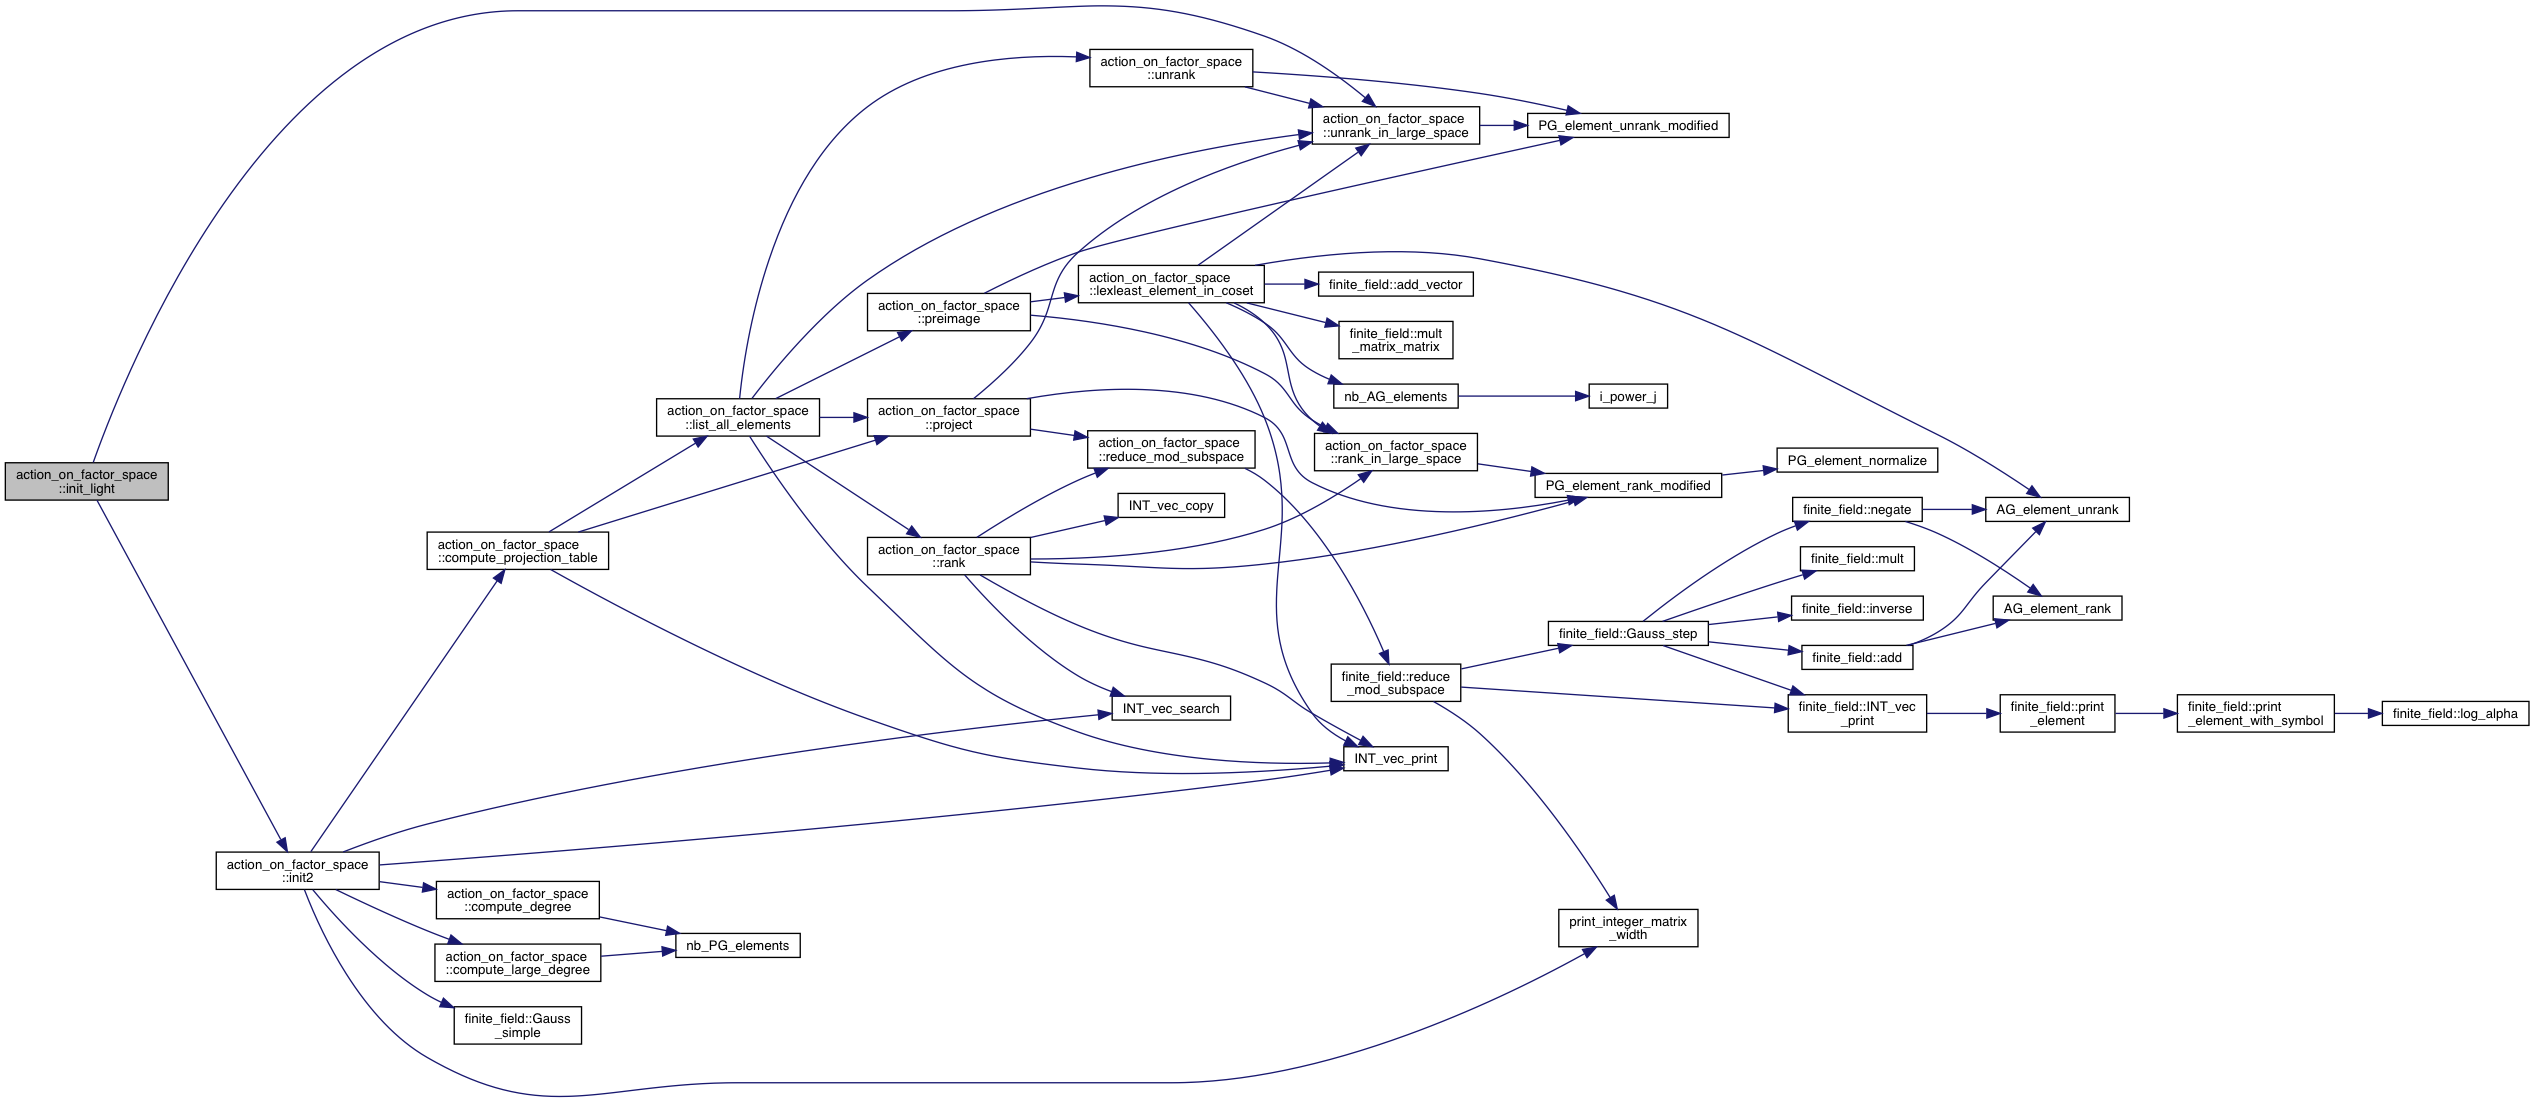 action_on_factor_space
::init_light
action_on_factor_space
::init2
action_on_factor_space
::compute_projection_table
action_on_factor_space
::compute_degree
action_on_factor_space
::compute_large_degree
finite_field::Gauss
_simple
action_on_factor_space
::list_all_elements
nb_PG_elements
action_on_factor_space
::preimage
action_on_factor_space
::project
action_on_factor_space
::rank
action_on_factor_space
::unrank
action_on_factor_space
::lexleast_element_in_coset
action_on_factor_space
::reduce_mod_subspace
INT_vec_copy
INT_vec_search
action_on_factor_space
::unrank_in_large_space
finite_field::add_vector
finite_field::mult
_matrix_matrix
nb_AG_elements
action_on_factor_space
::rank_in_large_space
finite_field::reduce
_mod_subspace
INT_vec_print
PG_element_unrank_modified
i_power_j
PG_element_rank_modified
finite_field::Gauss_step
print_integer_matrix
_width
PG_element_normalize
finite_field::negate
finite_field::mult
finite_field::inverse
finite_field::add
finite_field::INT_vec
_print
AG_element_unrank
AG_element_rank
finite_field::print
_element
finite_field::print
_element_with_symbol
finite_field::log_alpha